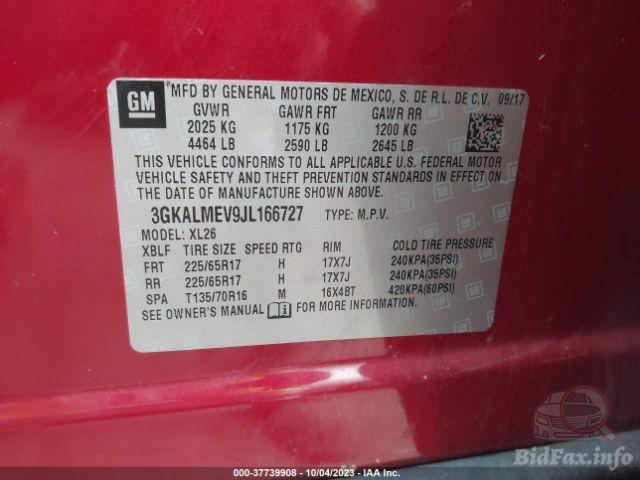 GM
*MFD BY GENERAL MOTORS DE MEXICO, S. DE R.L. DE C.V. 09/17
GVWR GAWR FRT GAWR RR
2025 KG 1175 KG 1200 KG
4464 LB 2590 LB 2645 LB
THIS VEHICLE CONFORMS TO ALL APPLICABLE U.S. FEDERAL MOTOR
VEHICLE SAFETY AND THEFT PREVENTION STANDARDS IN EFFECT ON
THE DATE OF MANUFACTURE SHOWN ABOVE.
3GKALMEV9JL166727 TYPE: M.P.V.
MODEL: XL26
XBLF TIRE SIZE SPEED RTG RIM COLD TIRE PRESSURE
FRT 225/65R17 H 17X7J 240KPA(35PSI)
RR 225/65R17 H 17X7J 240KPA(35PSI)
SPA T135/70R16 M 16X4BT 420KPA(60PSI)
SEE OWNER'S MANUAL FOR MORE INFORMATION.
BidFax.info
000-37739908 - 10/04/2023 - IAA Inc.